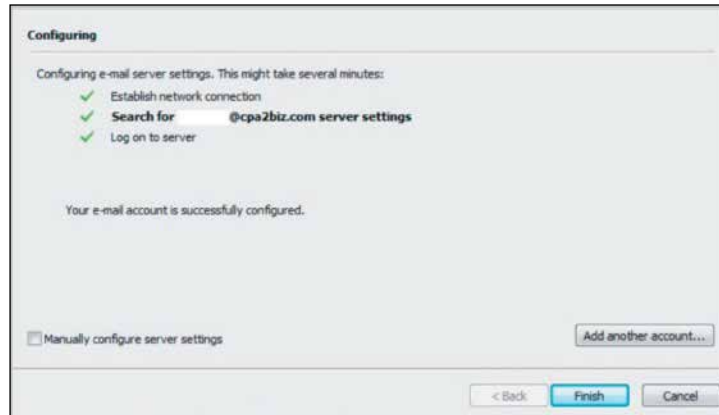 Configuring
Configuring e-mail server settings. This might take several minutes:
Establish network connection
Search for @cpa2biz.com server settings
Log on to server
Your e-mail account is successfully configured.
Manually configure server settings
Add another account...
< Back Finish Cancel